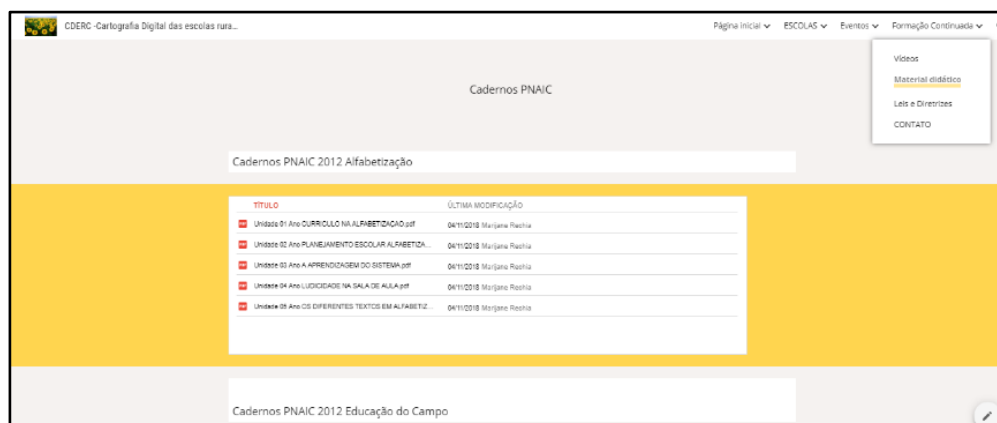 CDERC -Cartografia Digital das escolas rura...
Página Inicial ESCOLAS Eventos Formação Continuada
Vídeos
Material didático
Leis e Diretrizes
CONTATO
Cadernos PNAIC
Cadernos PNAIC 2012 Alfabetização
TÍTULO ÚLTIMA MODIFICAÇÃO
Unidade 01 Ano CURRICULO NA ALFABETIZAÇAO.pdf 04/11/2018 Marijane Rechia
Unidade 02 Ano PLANEJAMENTO ESCOLAR ALFABETIZA... 04/11/2018 Marijane Rechia
Unidade 03 Ano A APRENDIZAGEM DO SISTEMA.pdf 04/11/2018 Marijane Rechia
Unidade 04 Ano LUDICIDADE NA SALA DE AULA.pdf 04/11/2018 Marijane Rechia
Unidade 05 Ano OS DIFERENTES TEXTOS EM ALFABETIZ... 04/11/2018 Marijane Rechia
Cadernos PNAIC 2012 Educação do Campo